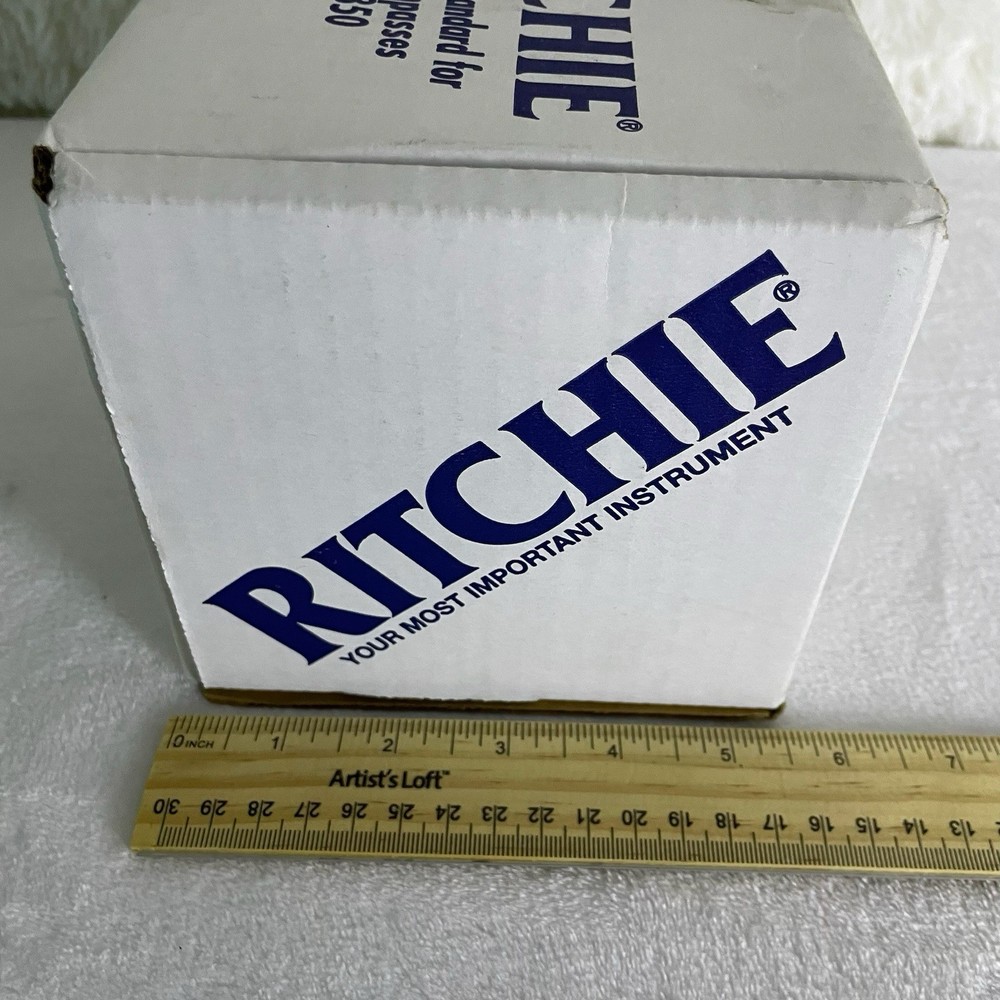 RITCHIE®
YOUR MOST IMPORTANT INSTRUMENT
0 INCH 1 2 3 4 5 6 7
Artist's Loft™
30 29 28 27 26 25 24 23 22 21 20 19 18 17 16 15 14 13
CHIE®
andard for
passes
350